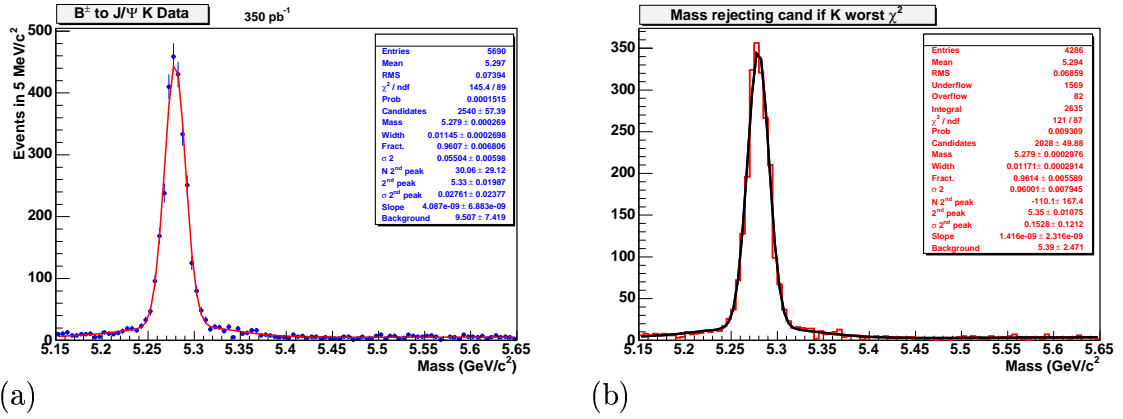 B± to J/Ψ K Data
350 pb⁻¹
Events in 5 MeV/c²
500
400
300
200
100
0
5.15 5.2 5.25 5.3 5.35 5.4 5.45 5.5 5.55 5.6 5.65
Mass (GeV/c²)
Entries 5690
Mean 5.297
RMS 0.07394
χ² / ndf 145.4 / 89
Prob 0.0001515
Candidates 2540 ± 57.39
Mass 5.279 ± 0.000269
Width 0.01145 ± 0.0002698
Fract. 0.9607 ± 0.006806
σ 2 0.05504 ± 0.00598
N 2nd peak 30.06 ± 29.12
2nd peak 5.33 ± 0.01987
σ 2nd peak 0.02761 ± 0.02377
Slope 4.087e-09 ± 6.883e-09
Background 9.507 ± 7.419
(a)
Mass rejecting cand if K worst χ²
350
300
250
200
150
100
50
0
5.15 5.2 5.25 5.3 5.35 5.4 5.45 5.5 5.55 5.6 5.65
Mass (GeV/c²)
Entries 4286
Mean 5.294
RMS 0.06859
Underflow 1569
Overflow 82
Integral 2635
χ² / ndf 121 / 87
Prob 0.009309
Candidates 2028 ± 49.88
Mass 5.279 ± 0.0002976
Width 0.01171 ± 0.0002914
Fract. 0.9614 ± 0.005589
σ 2 0.06001 ± 0.007945
N 2nd peak -110.1 ± 167.4
2nd peak 5.35 ± 0.01075
σ 2nd peak 0.1528 ± 0.1212
Slope 1.416e-09 ± 2.316e-09
Background 5.39 ± 2.471
(b)